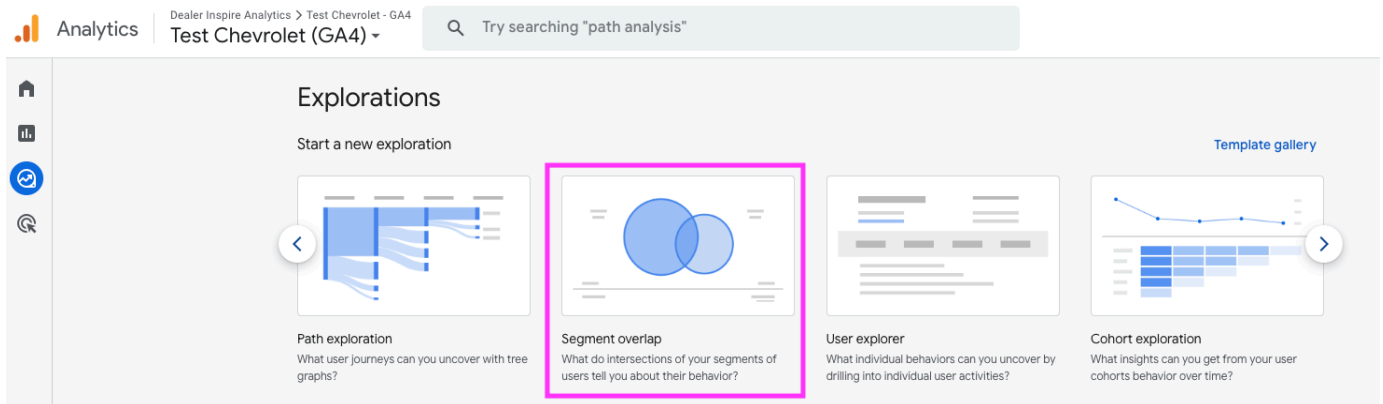 Analytics
Dealer Inspire Analytics > Test Chevrolet - GA4
Test Chevrolet (GA4)
Try searching "path analysis"
Explorations
Start a new exploration
Template gallery
Path exploration
What user journeys can you uncover with tree
graphs?
Segment overlap
What do intersections of your segments of
users tell you about their behavior?
User explorer
What individual behaviors can you uncover by
drilling into individual user activities?
Cohort exploration
What insights can you get from your user
cohorts behavior over time?